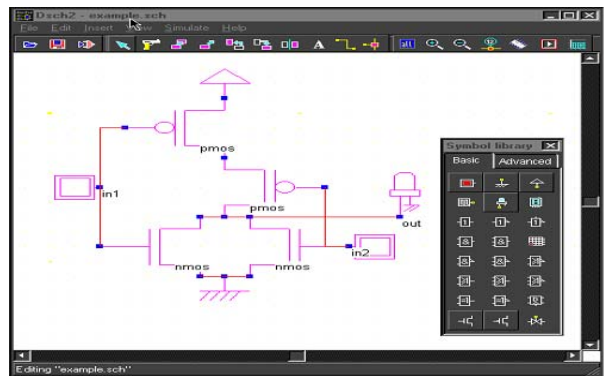 Dsch2 - example.sch
File Edit Insert View Simulate Help
pmos
in1
pmos
out
in2
nmos
nmos
Symbol library
Basic Advanced
Editing "example.sch"